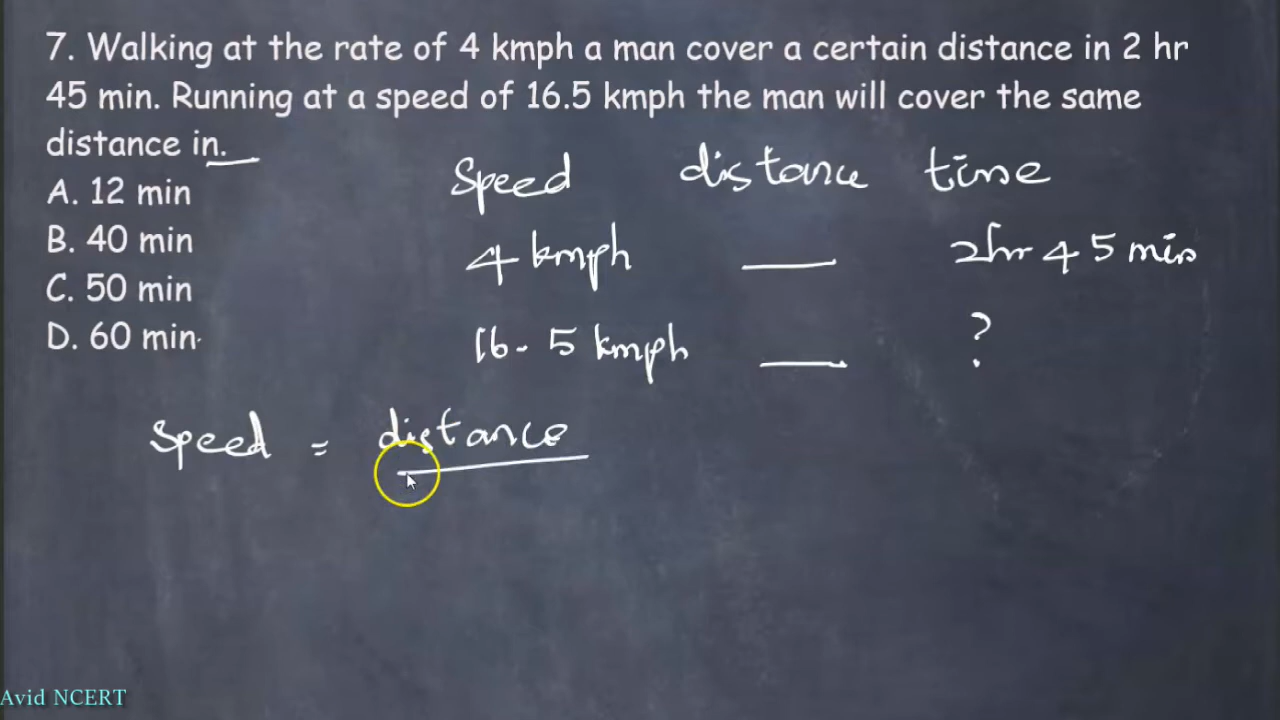 7. Walking at the rate of 4 kmph a man cover a certain distance in 2 hr
45 min. Running at a speed of 16.5 kmph the man will cover the same
distance in.
A. 12 min
B. 40 min
C. 50 min
D. 60 min.
Speed distance time
4 kmph — 2hr 45 min
16.5 kmph — ?
Speed = distance
Avid NCERT